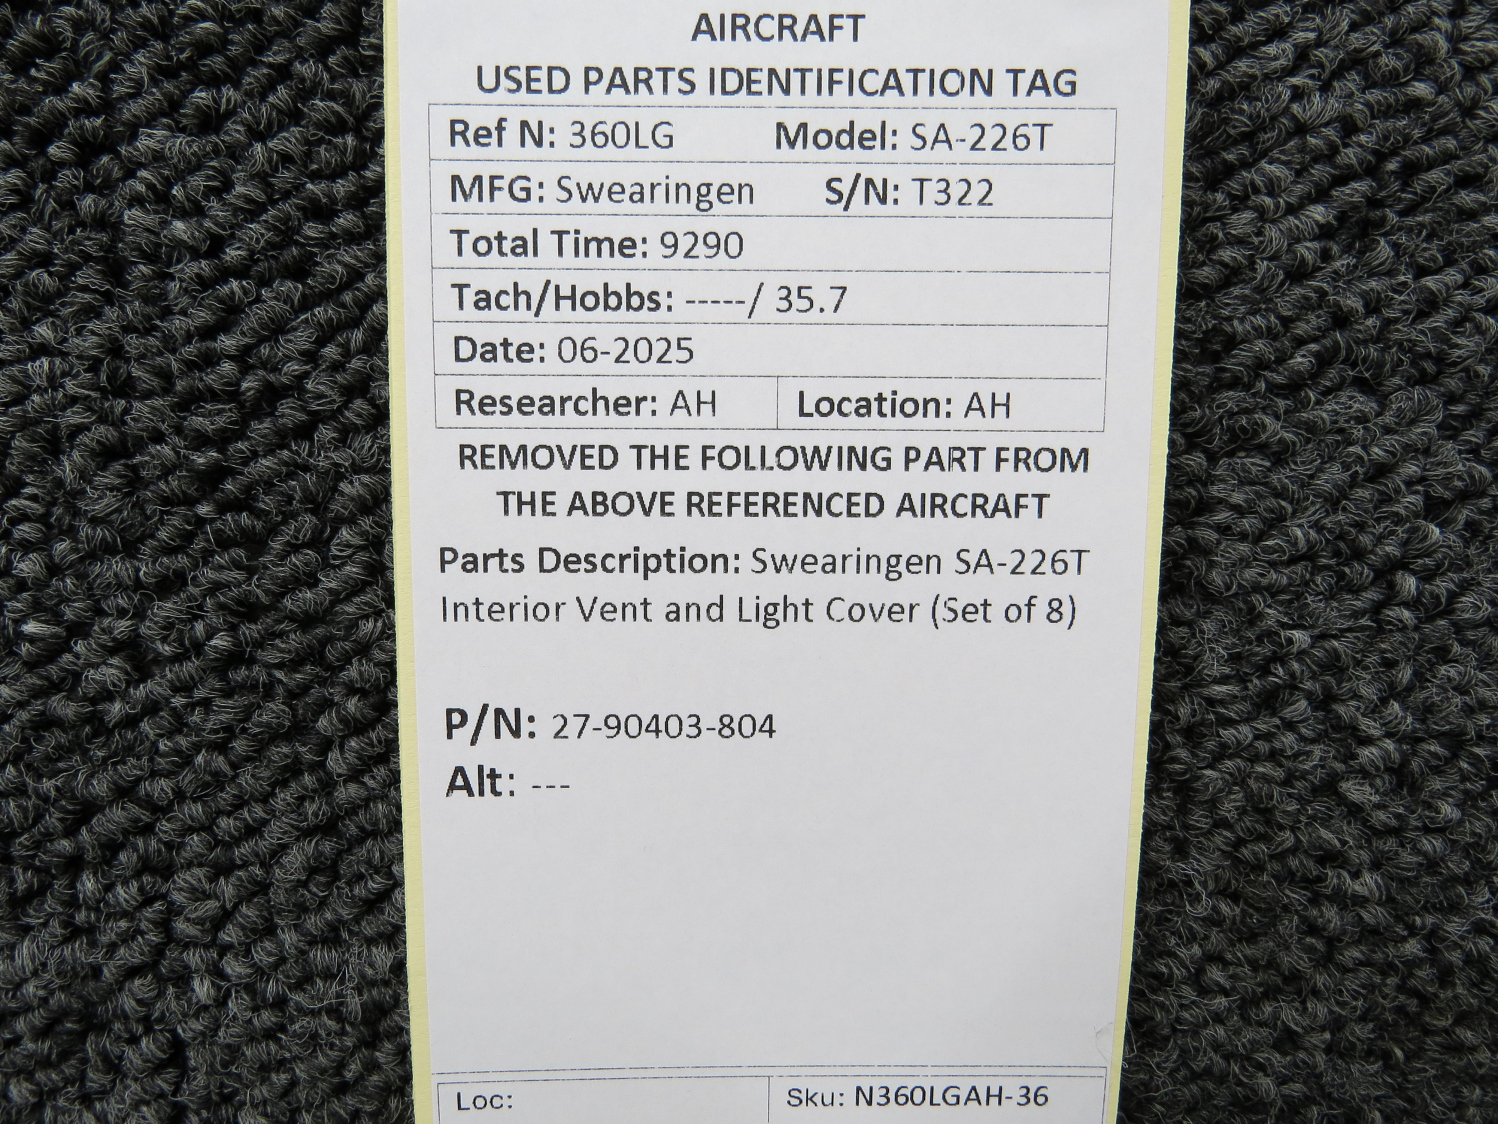 AIRCRAFT
USED PARTS IDENTIFICATION TAG
Ref N: 360LG Model: SA-226T
MFG: Swearingen S/N: T322
Total Time: 9290
Tach/Hobbs: -----/ 35.7
Date: 06-2025
Researcher: AH Location: AH
REMOVED THE FOLLOWING PART FROM
THE ABOVE REFERENCED AIRCRAFT
Parts Description: Swearingen SA-226T
Interior Vent and Light Cover (Set of 8)
P/N: 27-90403-804
Alt: ---
Loc: Sku: N360LGAH-36